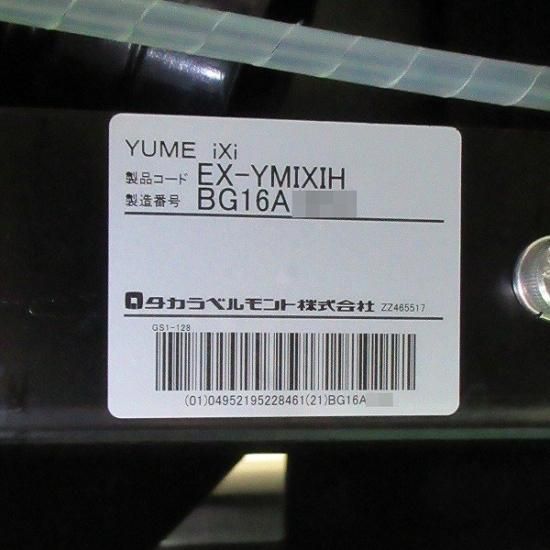 YUME iXi
製品コード EX-YMIXIH
製造番号 BG16A
タカラベルモント株式会社 ZZ465517
GS1-128
(01)04952195228461(21)BG16A